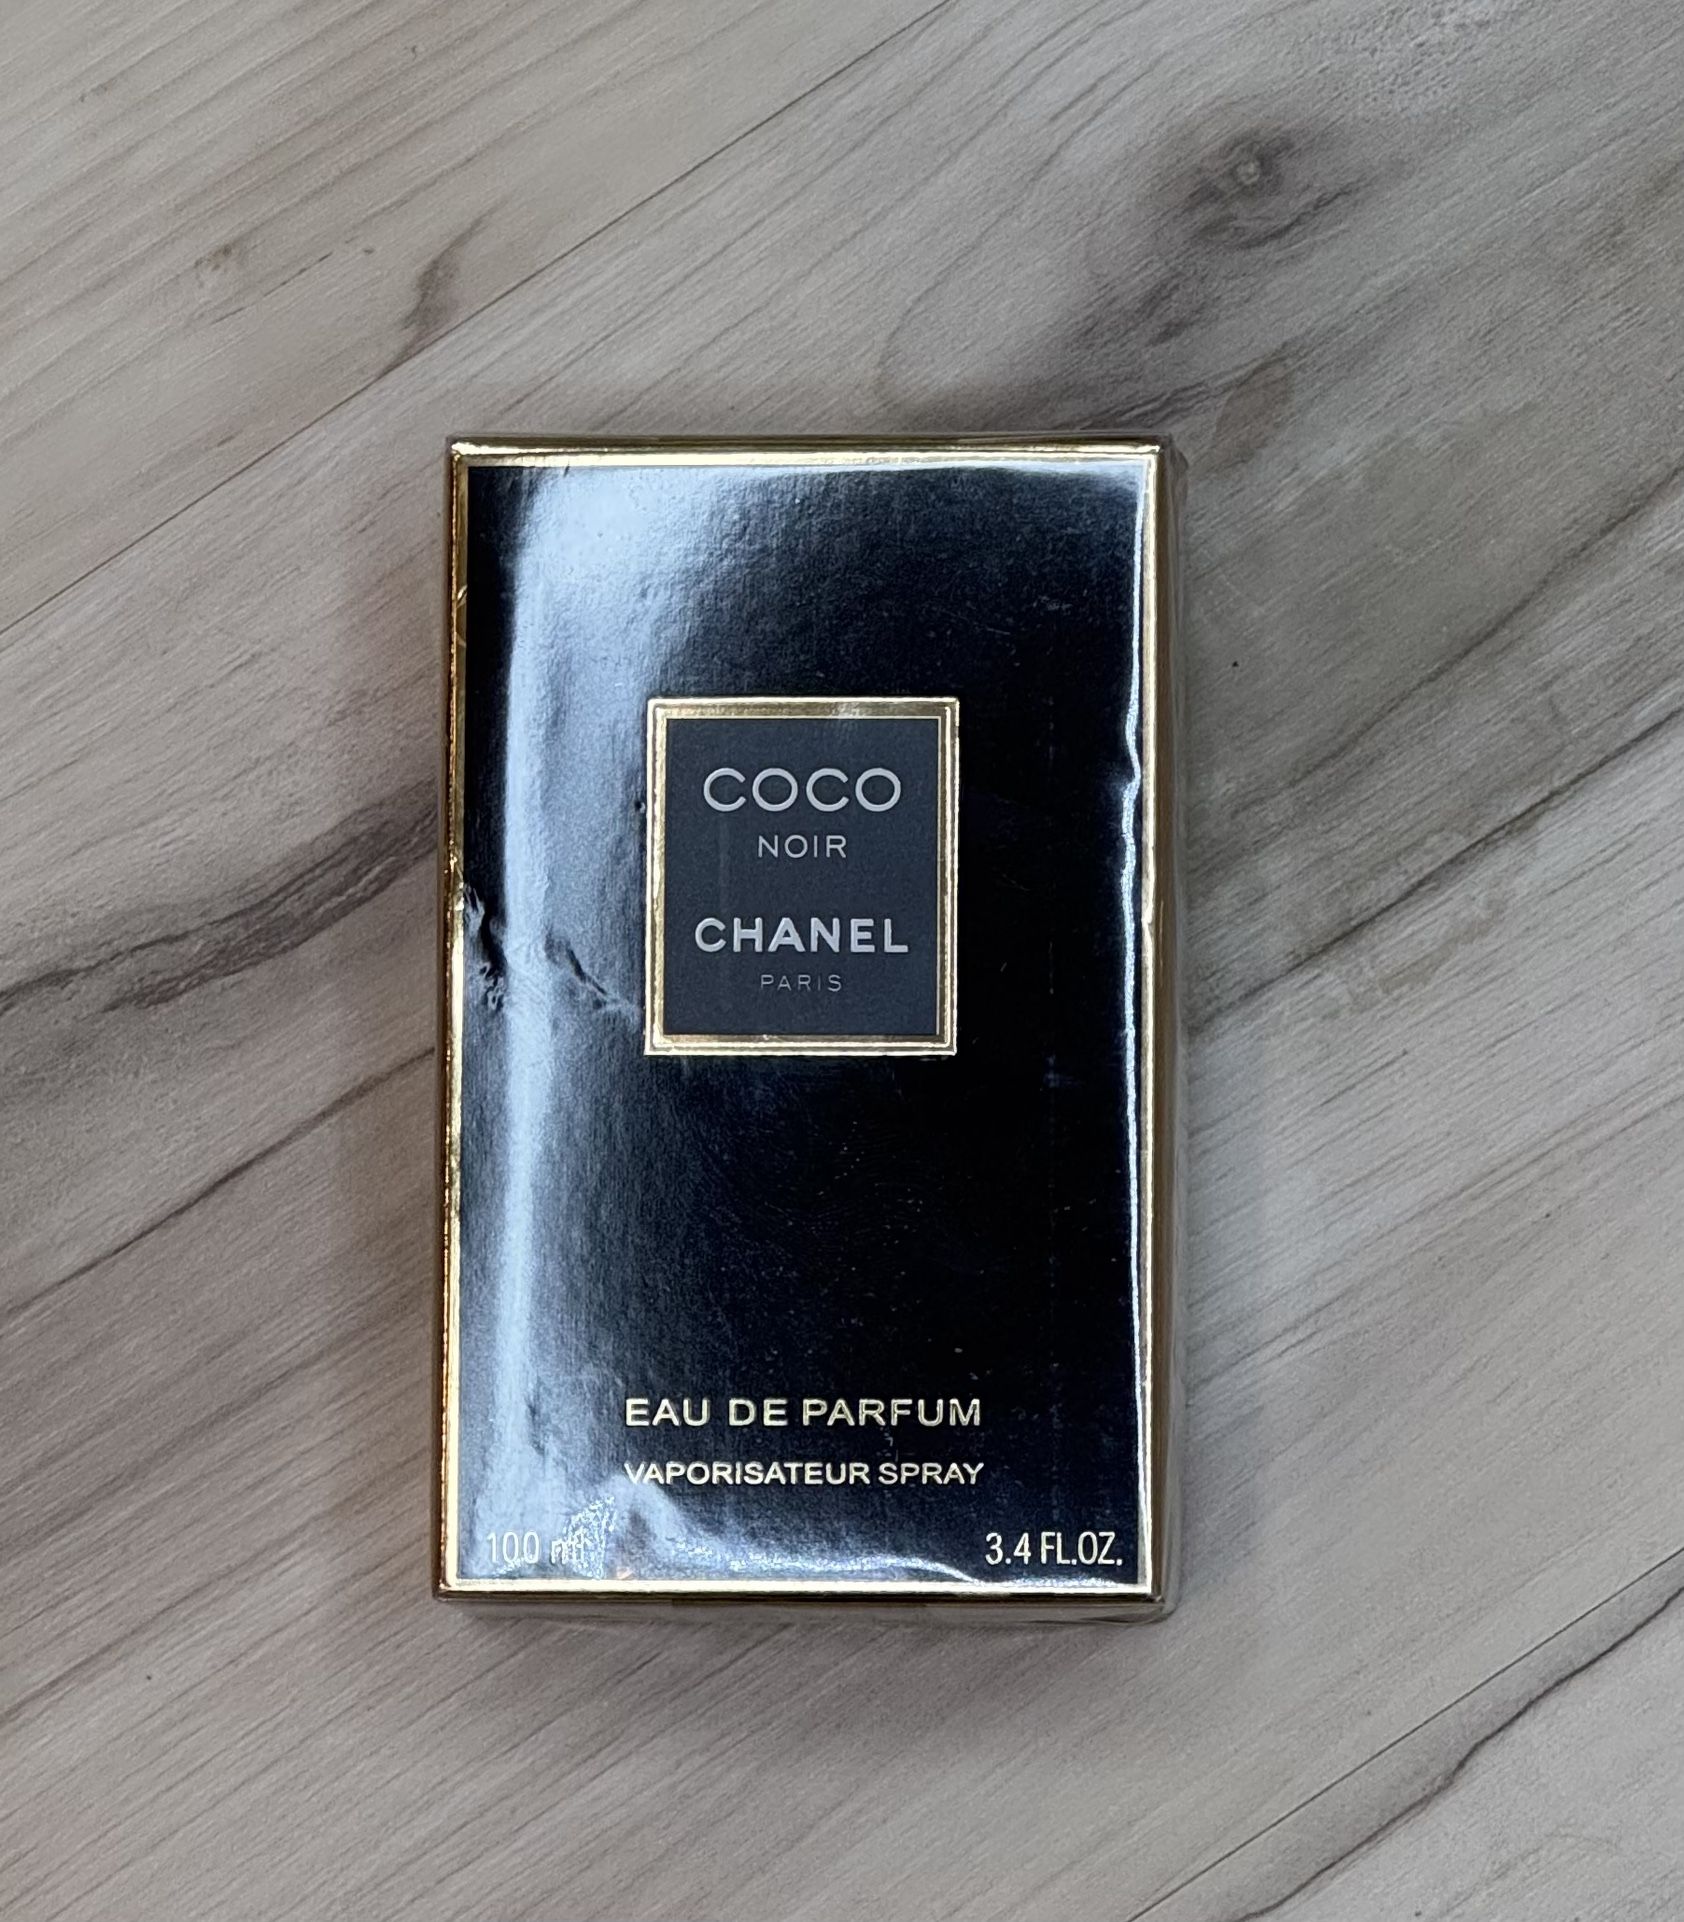 COCO
NOIR
CHANEL
PARIS
EAU DE PARFUM
VAPORISATEUR SPRAY
100 ml 3.4 FL.OZ.